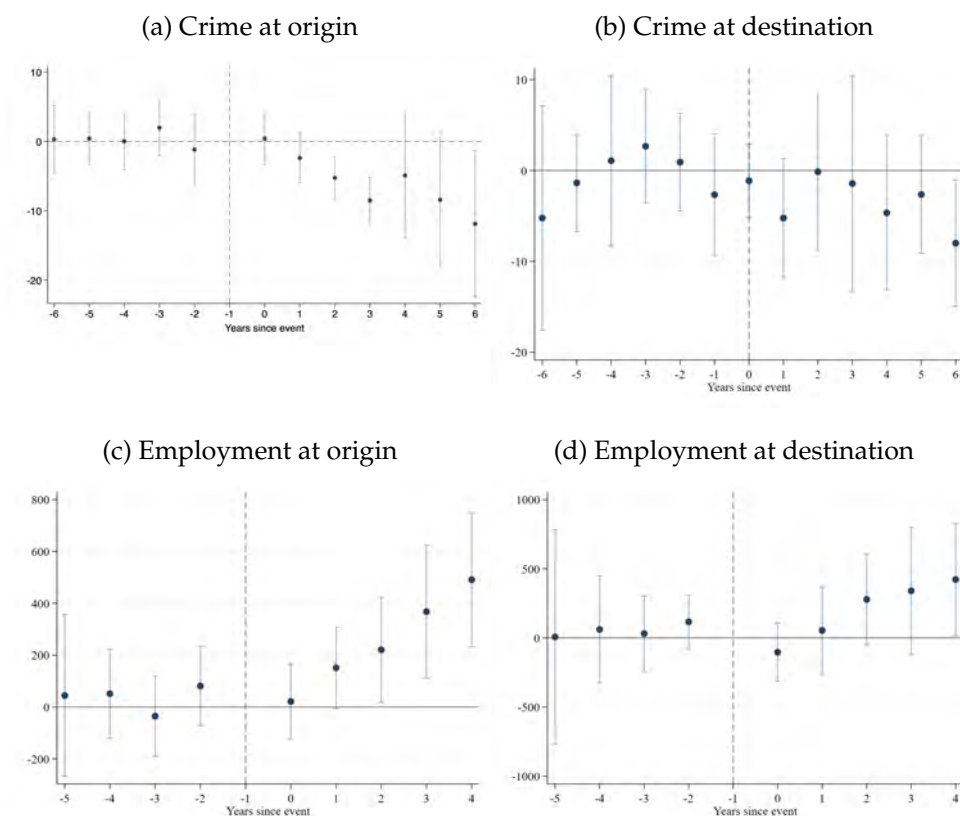 (a) Crime at origin
10
0
-10
-20
-6 -5 -4 -3 -2 -1 0 1 2 3 4 5 6
Years since event
(b) Crime at destination
10
0
-10
-20
-6 -5 -4 -3 -2 -1 0 1 2 3 4 5 6
Years since event
(c) Employment at origin
800
600
400
200
0
-200
-5 -4 -3 -2 -1 0 1 2 3 4
Years since event
(d) Employment at destination
1000
500
0
-500
-1000
-5 -4 -3 -2 -1 0 1 2 3 4
Years since event